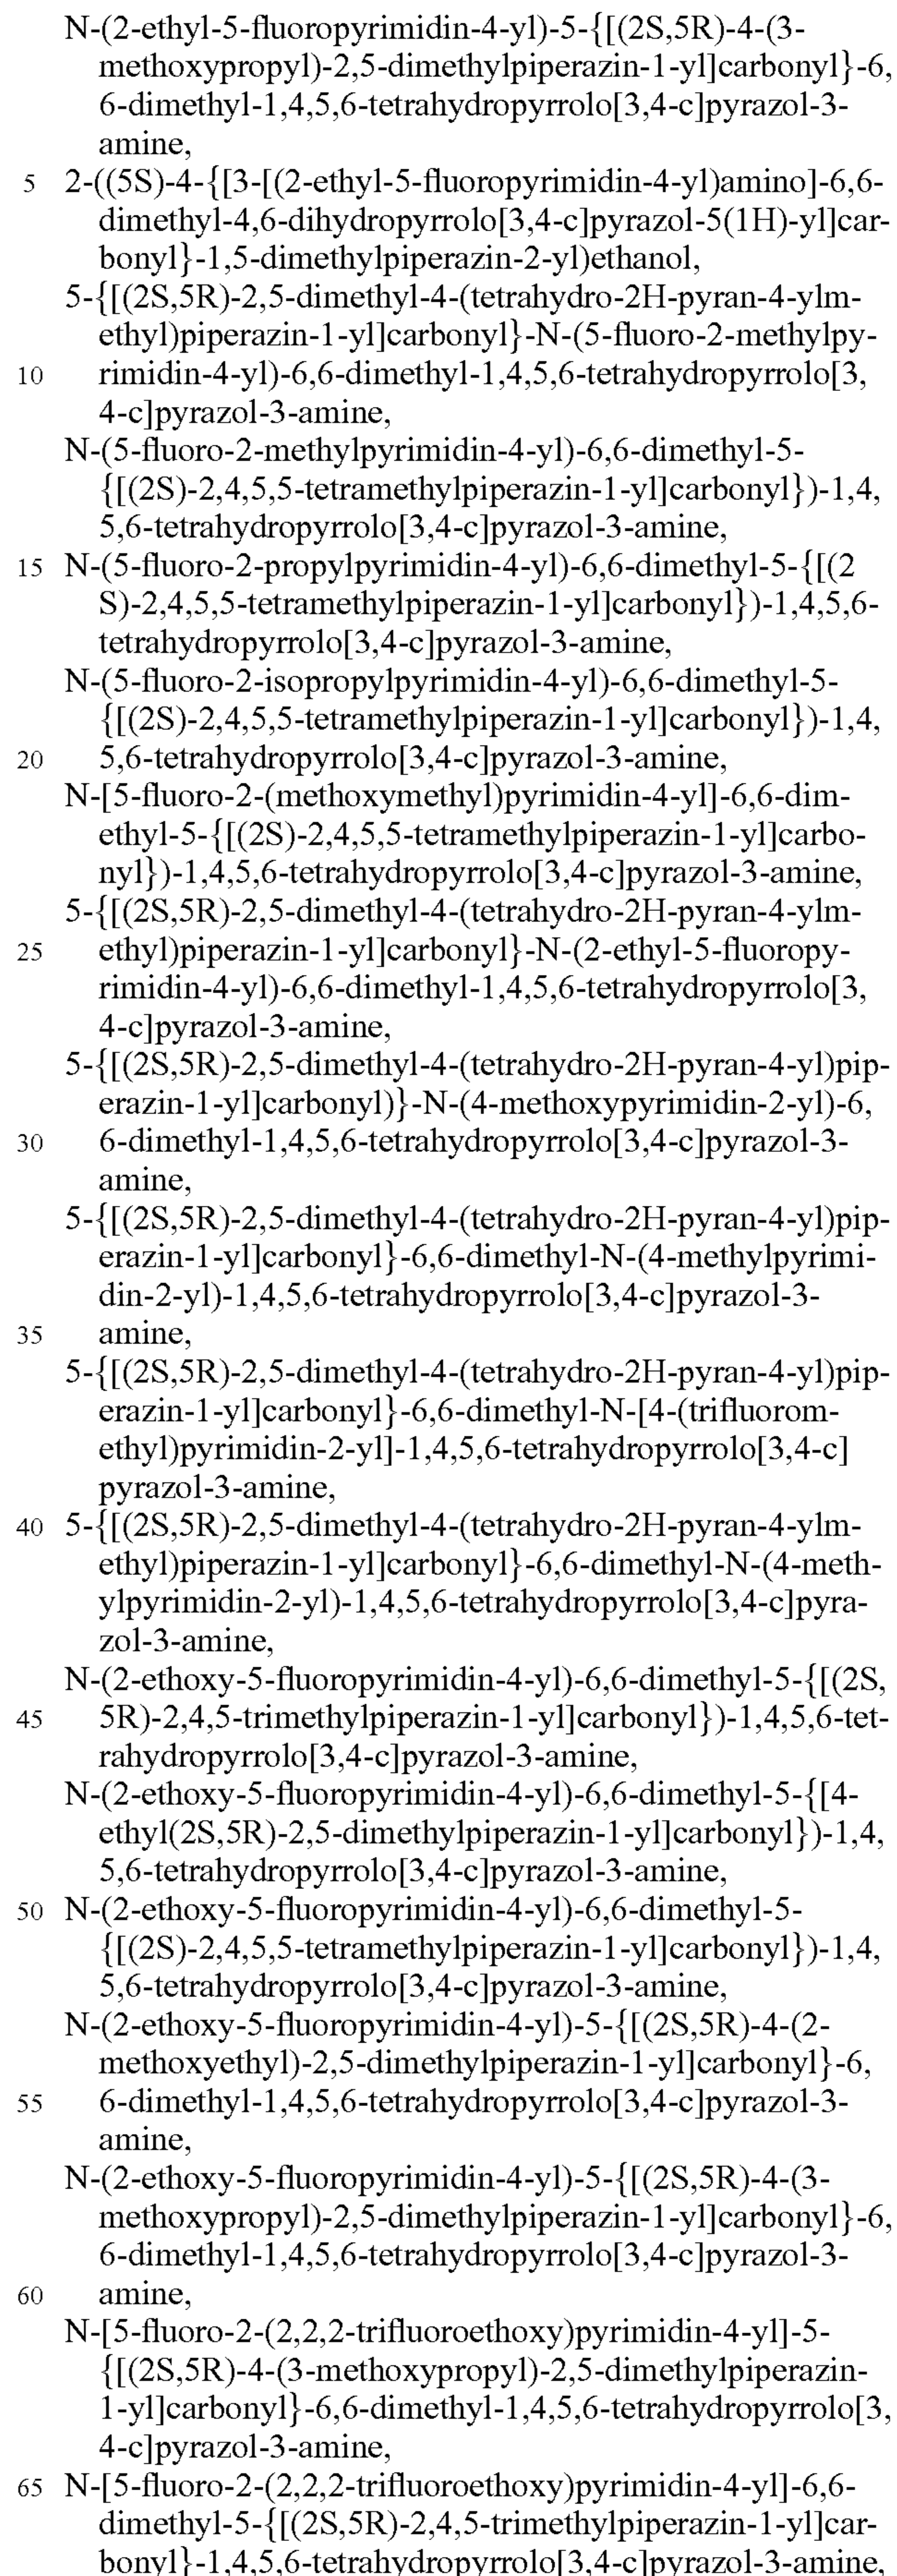 N-(2-ethyl-5-fluoropyrimidin-4-yl)-5-{[(2S,5R)-4-(3-
methoxypropyl)-2,5-dimethylpiperazin-1-yl]carbonyl}-6,
6-dimethyl-1,4,5,6-tetrahydropyrrolo[3,4-c]pyrazol-3-
amine,
5 2-((5S)-4-{[3-[(2-ethyl-5-fluoropyrimidin-4-yl)amino]-6,6-
dimethyl-4,6-dihydropyrrolo[3,4-c]pyrazol-5(1H)-yl]car-
bonyl}-1,5-dimethylpiperazin-2-yl)ethanol,
5-{[(2S,5R)-2,5-dimethyl-4-(tetrahydro-2H-pyran-4-ylm-
ethyl)piperazin-1-yl]carbonyl}-N-(5-fluoro-2-methylpy-
10 rimidin-4-yl)-6,6-dimethyl-1,4,5,6-tetrahydropyrrolo[3,
4-c]pyrazol-3-amine,
N-(5-fluoro-2-methylpyrimidin-4-yl)-6,6-dimethyl-5-
{[(2S)-2,4,5,5-tetramethylpiperazin-1-yl]carbonyl})-1,4,
5,6-tetrahydropyrrolo[3,4-c]pyrazol-3-amine,
15 N-(5-fluoro-2-propylpyrimidin-4-yl)-6,6-dimethyl-5-{[(2
S)-2,4,5,5-tetramethylpiperazin-1-yl]carbonyl})-1,4,5,6-
tetrahydropyrrolo[3,4-c]pyrazol-3-amine,
N-(5-fluoro-2-isopropylpyrimidin-4-yl)-6,6-dimethyl-5-
{[(2S)-2,4,5,5-tetramethylpiperazin-1-yl]carbonyl})-1,4,
20 5,6-tetrahydropyrrolo[3,4-c]pyrazol-3-amine,
N-[5-fluoro-2-(methoxymethyl)pyrimidin-4-yl]-6,6-dim-
ethyl-5-{[(2S)-2,4,5,5-tetramethylpiperazin-1-yl]carbo-
nyl})-1,4,5,6-tetrahydropyrrolo[3,4-c]pyrazol-3-amine,
5-{[(2S,5R)-2,5-dimethyl-4-(tetrahydro-2H-pyran-4-ylm-
25 ethyl)piperazin-1-yl]carbonyl}-N-(2-ethyl-5-fluoropy-
rimidin-4-yl)-6,6-dimethyl-1,4,5,6-tetrahydropyrrolo[3,
4-c]pyrazol-3-amine,
5-{[(2S,5R)-2,5-dimethyl-4-(tetrahydro-2H-pyran-4-yl)pip-
erazin-1-yl]carbonyl)}-N-(4-methoxypyrimidin-2-yl)-6,
30 6-dimethyl-1,4,5,6-tetrahydropyrrolo[3,4-c]pyrazol-3-
amine,
5-{[(2S,5R)-2,5-dimethyl-4-(tetrahydro-2H-pyran-4-yl)pip-
erazin-1-yl]carbonyl}-6,6-dimethyl-N-(4-methylpyrimi-
din-2-yl)-1,4,5,6-tetrahydropyrrolo[3,4-c]pyrazol-3-
35 amine,
5-{[(2S,5R)-2,5-dimethyl-4-(tetrahydro-2H-pyran-4-yl)pip-
erazin-1-yl]carbonyl}-6,6-dimethyl-N-[4-(trifluorom-
ethyl)pyrimidin-2-yl]-1,4,5,6-tetrahydropyrrolo[3,4-c]
pyrazol-3-amine,
40 5-{[(2S,5R)-2,5-dimethyl-4-(tetrahydro-2H-pyran-4-ylm-
ethyl)piperazin-1-yl]carbonyl}-6,6-dimethyl-N-(4-meth-
ylpyrimidin-2-yl)-1,4,5,6-tetrahydropyrrolo[3,4-c]pyra-
zol-3-amine,
N-(2-ethoxy-5-fluoropyrimidin-4-yl)-6,6-dimethyl-5-{[(2S,
45 5R)-2,4,5-trimethylpiperazin-1-yl]carbonyl})-1,4,5,6-tet-
rahydropyrrolo[3,4-c]pyrazol-3-amine,
N-(2-ethoxy-5-fluoropyrimidin-4-yl)-6,6-dimethyl-5-{[4-
ethyl(2S,5R)-2,5-dimethylpiperazin-1-yl]carbonyl})-1,4,
5,6-tetrahydropyrrolo[3,4-c]pyrazol-3-amine,
50 N-(2-ethoxy-5-fluoropyrimidin-4-yl)-6,6-dimethyl-5-
{[(2S)-2,4,5,5-tetramethylpiperazin-1-yl]carbonyl})-1,4,
5,6-tetrahydropyrrolo[3,4-c]pyrazol-3-amine,
N-(2-ethoxy-5-fluoropyrimidin-4-yl)-5-{[(2S,5R)-4-(2-
methoxyethyl)-2,5-dimethylpiperazin-1-yl]carbonyl}-6,
55 6-dimethyl-1,4,5,6-tetrahydropyrrolo[3,4-c]pyrazol-3-
amine,
N-(2-ethoxy-5-fluoropyrimidin-4-yl)-5-{[(2S,5R)-4-(3-
methoxypropyl)-2,5-dimethylpiperazin-1-yl]carbonyl}-6,
6-dimethyl-1,4,5,6-tetrahydropyrrolo[3,4-c]pyrazol-3-
60 amine,
N-[5-fluoro-2-(2,2,2-trifluoroethoxy)pyrimidin-4-yl]-5-
{[(2S,5R)-4-(3-methoxypropyl)-2,5-dimethylpiperazin-
1-yl]carbonyl}-6,6-dimethyl-1,4,5,6-tetrahydropyrrolo[3,
4-c]pyrazol-3-amine,
65 N-[5-fluoro-2-(2,2,2-trifluoroethoxy)pyrimidin-4-yl]-6,6-
dimethyl-5-{[(2S,5R)-2,4,5-trimethylpiperazin-1-yl]car-
bonyl}-1,4,5,6-tetrahydropyrrolo[3,4-c]pyrazol-3-amine,